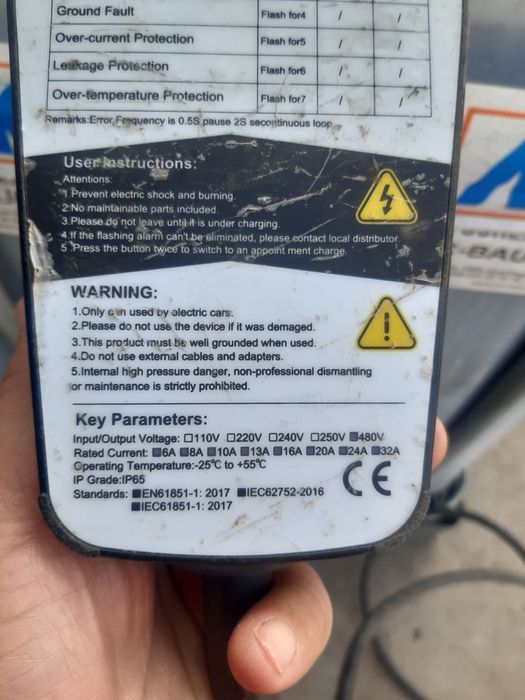 Ground Fault Flash for4 / /
Over-current Protection Flash for5 / /
Leakage Protection Flash for6 / /
Over-temperature Protection Flash for7 / /
Remarks:Error Frequency is 0.5S pause 2S secontinuous loop
User instructions:
Attentions:
1.Prevent electric shock and burning.
2.No maintainable parts included.
3.Please do not leave until it is under charging.
4.If the flashing alarm can't be eliminated, please contact local distributor.
5 .Press the button twice to switch to an appoint ment charge.
WARNING:
1.Only can used by electric cars.
2.Please do not use the device if it was damaged.
3.This product must be well grounded when used.
4.Do not use external cables and adapters.
5.Internal high pressure danger, non-professional dismantling
or maintenance is strictly prohibited.
Key Parameters:
Input/Output Voltage: ☐110V ☐220V ☐240V ☐250V ■480V
Rated Current: ■6A ■8A ■10A ■13A ■16A ■20A ■24A ■32A
Operating Temperature:-25℃ to +55℃
IP Grade:IP65
CE
Standards: ■EN61851-1: 2017 ■IEC62752-2016
■IEC61851-1: 2017
-BAU